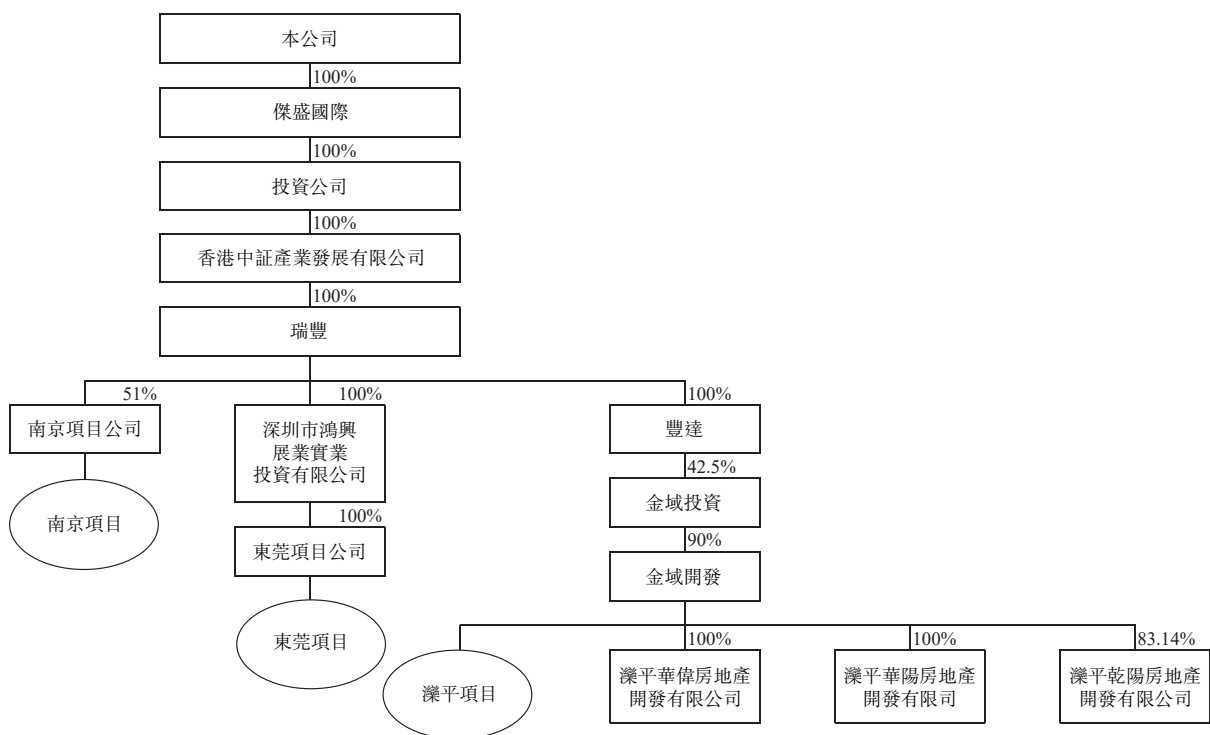 本公司
100%
傑盛國際
100%
投資公司
100%
香港中証產業發展有限公司
100%
瑞豐
51%
100%
100%
南京項目公司
深圳市鴻興
展業實業
投資有限公司
豐達
42.5%
南京項目
100%
金域投資
東莞項目公司
90%
金域開發
東莞項目
100%
100%
83.14%
灤平項目
灤平華偉房地產
開發有限公司
灤平華陽房地產
開發有限司
灤平乾陽房地產
開發有限公司